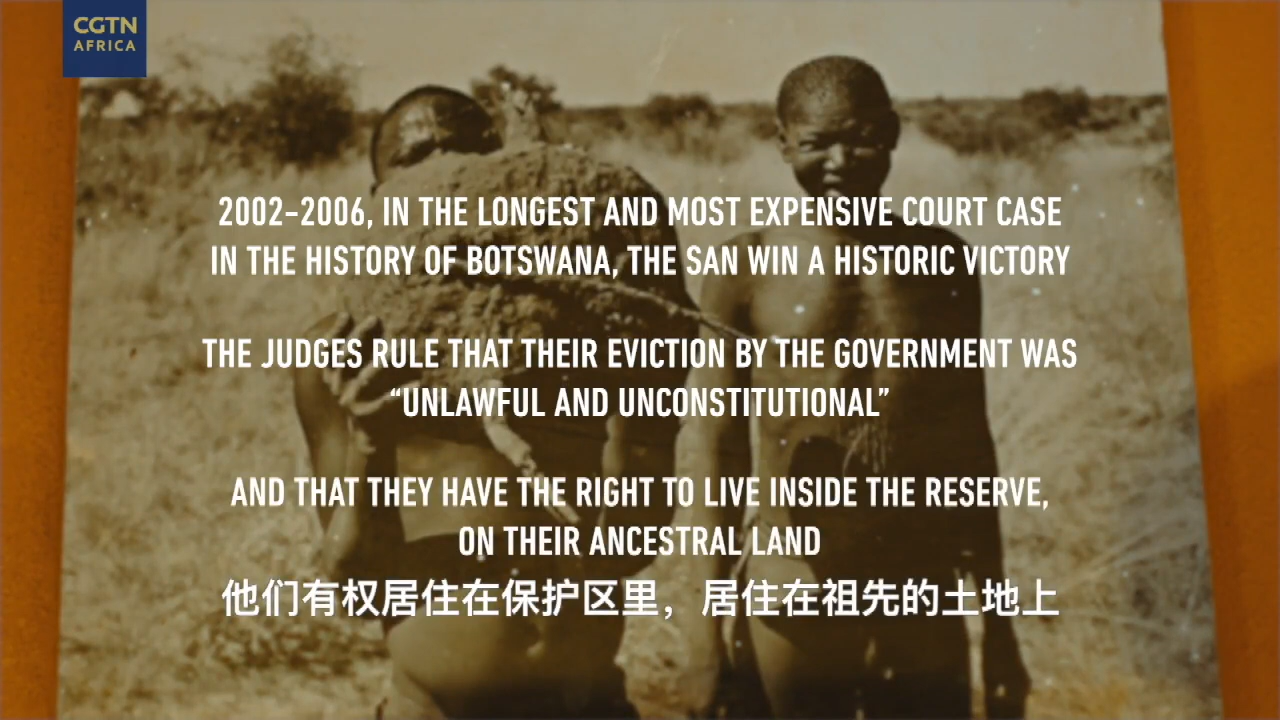 CGTN
AFRICA
2002-2006, IN THE LONGEST AND MOST EXPENSIVE COURT CASE
IN THE HISTORY OF BOTSWANA, THE SAN WIN A HISTORIC VICTORY
THE JUDGES RULE THAT THEIR EVICTION BY THE GOVERNMENT WAS
“UNLAWFUL AND UNCONSTITUTIONAL”
AND THAT THEY HAVE THE RIGHT TO LIVE INSIDE THE RESERVE,
ON THEIR ANCESTRAL LAND
他们有权居住在保护区里，居住在祖先的土地上